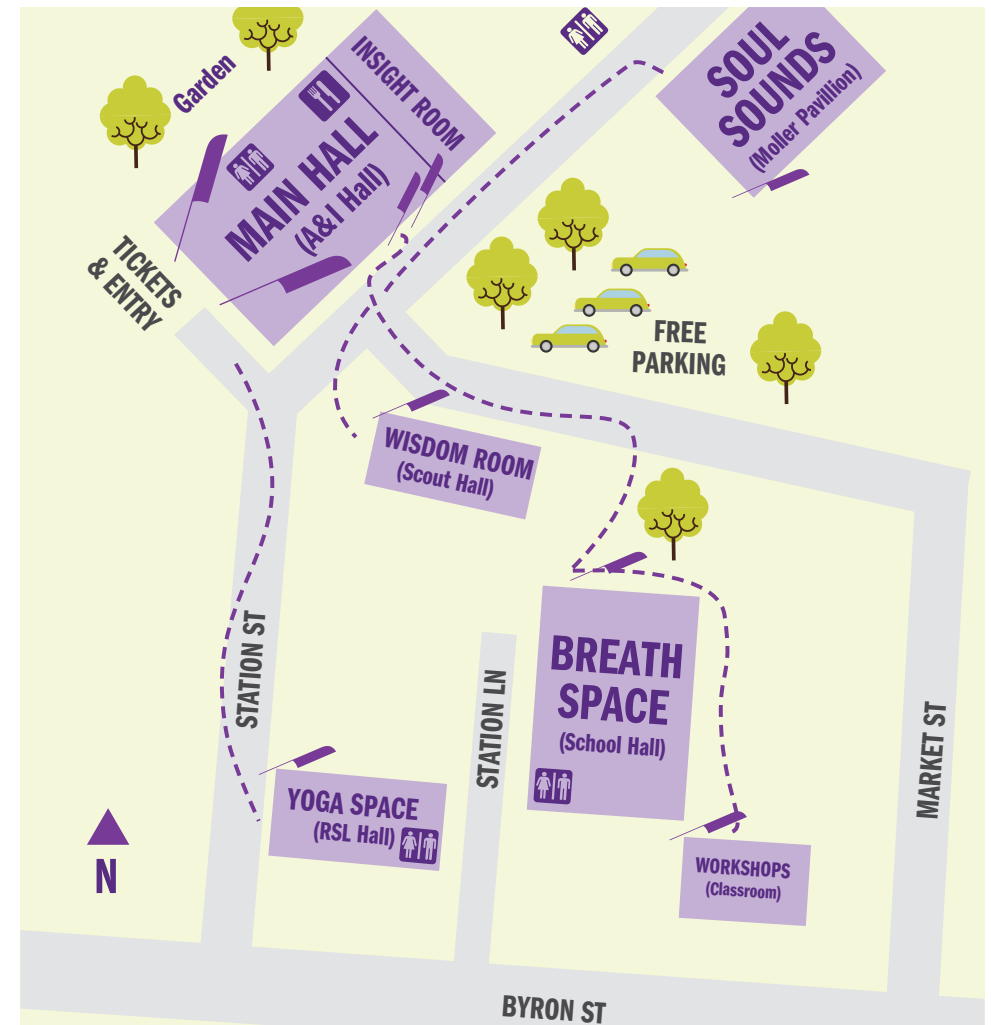 Garden
INSIGHT ROOM
MAIN HALL
(A&I Hall)
SOUL
SOUNDS
(Moller Pavillion)
TICKETS
& ENTRY
FREE
PARKING
WISDOM ROOM
(Scout Hall)
STATION ST
STATION LN
BREATH
SPACE
(School Hall)
MARKET ST
YOGA SPACE
(RSL Hall)
WORKSHOPS
(Classroom)
N
BYRON ST